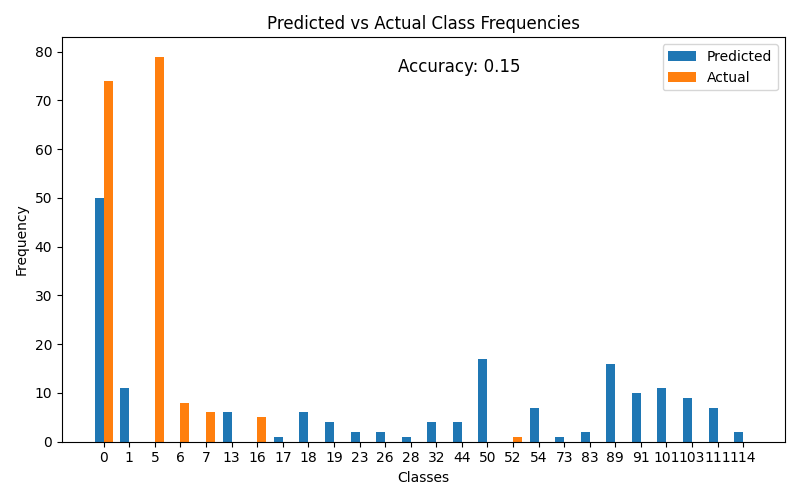 Predicted vs Actual Class Frequencies
Accuracy: 0.15
Predicted
Actual
Frequency
80
70
60
50
40
30
20
10
0
0 1 5 6 7 13 16 17 18 19 23 26 28 32 44 50 52 54 73 83 89 91 101 103 111 114
Classes